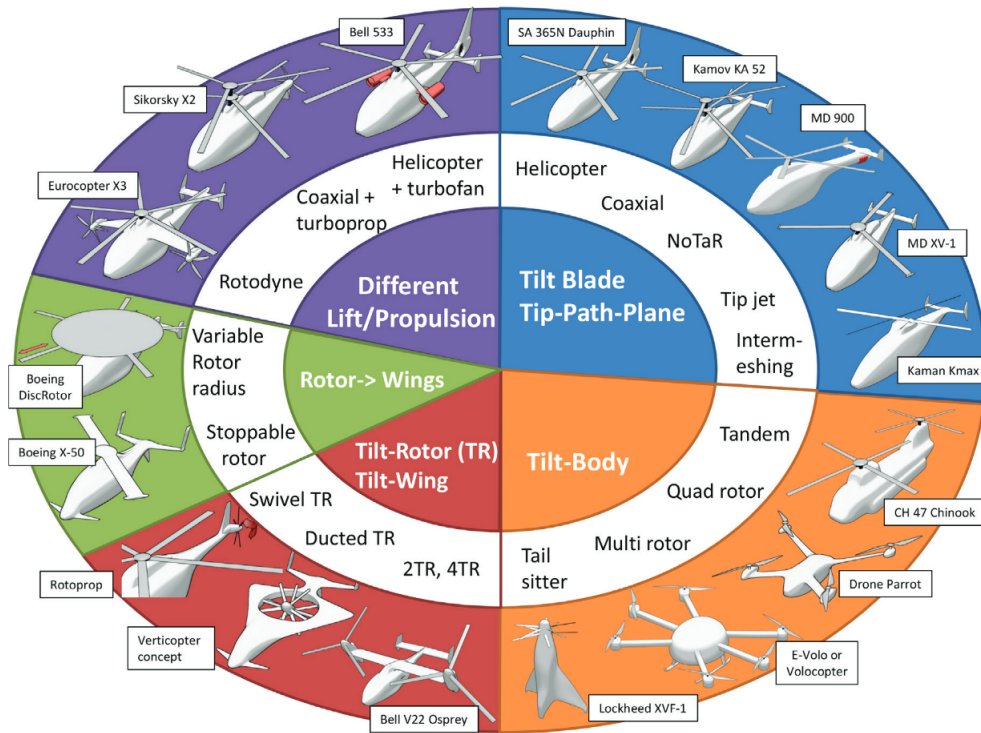 Bell 533
SA 365N Dauphin
Sikorsky X2
Kamov KA 52
MD 900
Eurocopter X3
MD XV-1
Kaman Kmax
Boeing
DiscRotor
Boeing X-50
CH 47 Chinook
Rotoprop
Drone Parrot
Verticopter
concept
E-Volo or
Volocopter
Bell V22 Osprey
Lockheed XVF-1
Helicopter
+ turbofan
Coaxial +
turboprop
Rotodyne
Helicopter
Coaxial
NoTaR
Tip jet
Interm-
eshing
Variable
Rotor
radius
Stoppable
rotor
Swivel TR
Ducted TR
2TR, 4TR
Tandem
Quad rotor
Multi rotor
Tail
sitter
Different
Lift/Propulsion
Tilt Blade
Tip-Path-Plane
Rotor-> Wings
Tilt-Rotor (TR)
Tilt-Wing
Tilt-Body